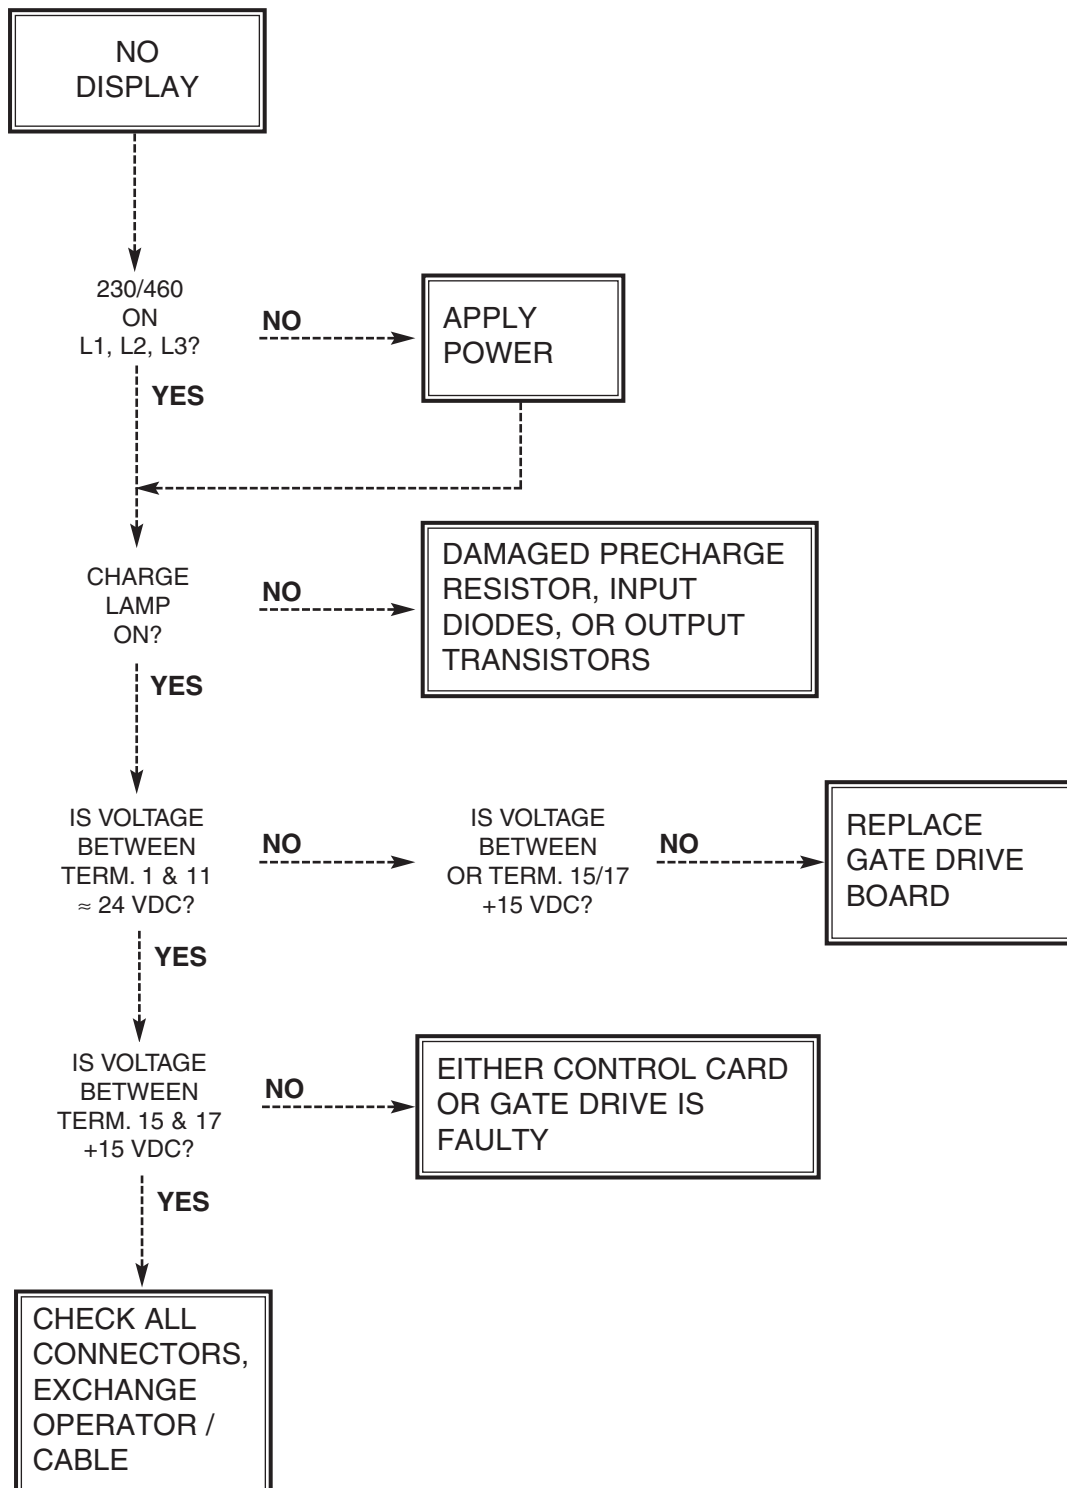 NO
DISPLAY
230/460
ON
L1, L2, L3?
NO
APPLY
POWER
YES
CHARGE
LAMP
ON?
NO
DAMAGED PRECHARGE
RESISTOR, INPUT
DIODES, OR OUTPUT
TRANSISTORS
YES
IS VOLTAGE
BETWEEN
TERM. 1 & 11
≈ 24 VDC?
NO
IS VOLTAGE
BETWEEN
OR TERM. 15/17
+15 VDC?
NO
REPLACE
GATE DRIVE
BOARD
YES
IS VOLTAGE
BETWEEN
TERM. 15 & 17
+15 VDC?
NO
EITHER CONTROL CARD
OR GATE DRIVE IS
FAULTY
YES
CHECK ALL
CONNECTORS,
EXCHANGE
OPERATOR /
CABLE